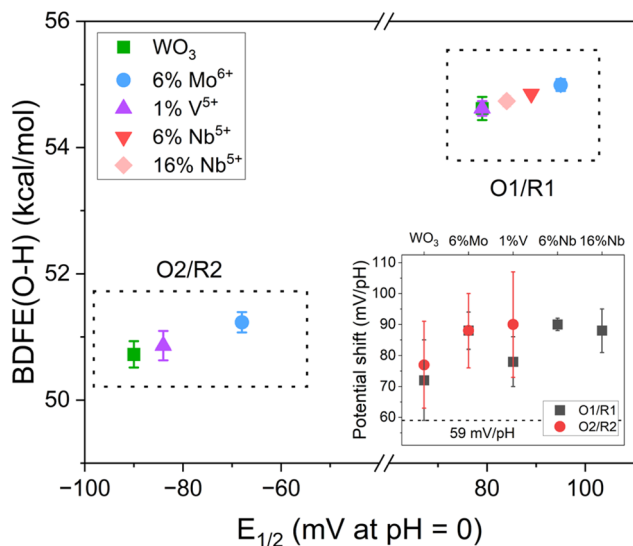 56
54
52
50
BDFE(O-H) (kcal/mol)
WO₃
6% Mo⁶⁺
1% V⁵⁺
6% Nb⁵⁺
16% Nb⁵⁺
O1/R1
O2/R2
WO₃ 6%Mo 1%V 6%Nb 16%Nb
110
100
90
80
70
60
Potential shift (mV/pH)
59 mV/pH
O1/R1
O2/R2
−100 −80 −60 80 100
E₁/₂ (mV at pH = 0)